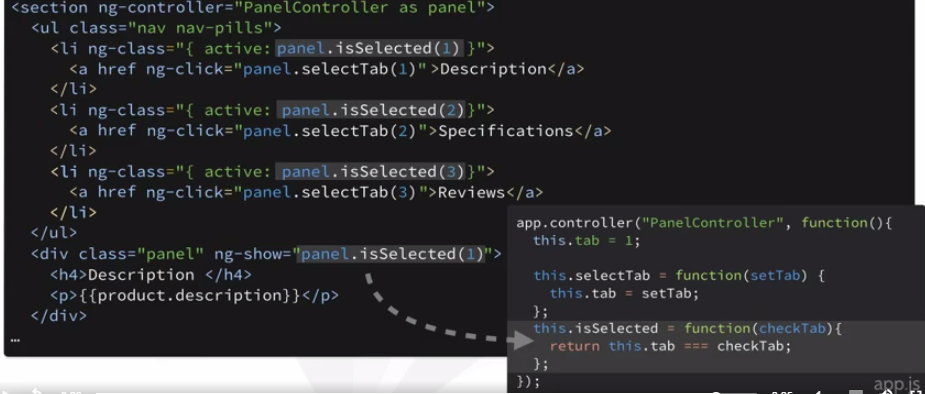 <section ng-controller="PanelController as panel">
<ul class="nav nav-pills">
<li ng-class="{ active: panel.isSelected(1) }">
<a href ng-click="panel.selectTab(1)" >Description</a>
</li>
<li ng-class="{ active: panel.isSelected(2)}">
<a href ng-click="panel.selectTab(2)">Specifications</a>
</li>
<li ng-class="{ active: panel.isSelected(3)}">
<a href ng-click="panel.selectTab(3)">Reviews</a>
</li>
</ul>
<div class="panel" ng-show="panel.isSelected(1)">
<h4>Description </h4>
<p>{{product.description}}</p>
</div>
…
app.controller("PanelController", function(){
this.tab = 1;
this.selectTab = function(setTab) {
this.tab = setTab;
};
this.isSelected = function(checkTab){
return this.tab === checkTab;
};
});
app.js